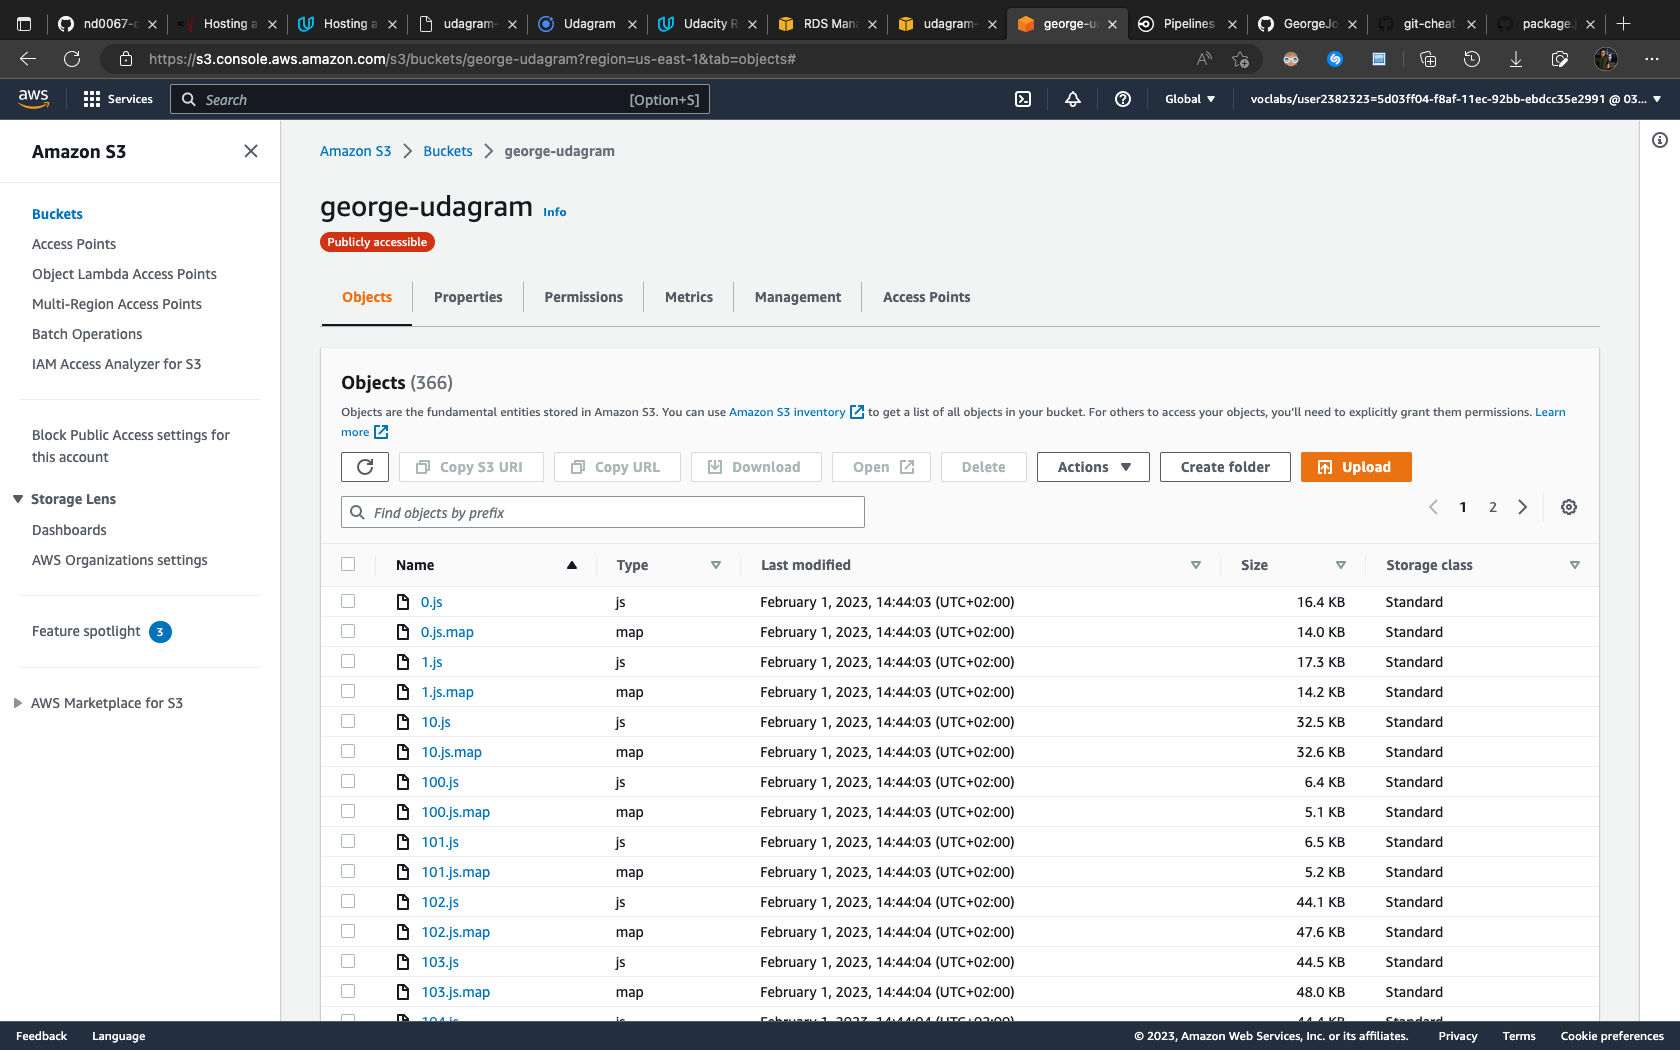 nd0067-c
Hosting a
Hosting a
udagram-
Udagram
Udacity R
RDS Man
udagram-
george-u
Pipelines
GeorgeJo
git-cheat
package.j
https://s3.console.aws.amazon.com/s3/buckets/george-udagram?region=us-east-1&tab=objects#
aws
Services
Search
[Option+S]
Global
voclabs/user2382323=5d03ff04-f8af-11ec-92bb-ebdcc35e2991 @ 03...
Amazon S3
Buckets
Access Points
Object Lambda Access Points
Multi-Region Access Points
Batch Operations
IAM Access Analyzer for S3
Block Public Access settings for
this account
Storage Lens
Dashboards
AWS Organizations settings
Feature spotlight 3
AWS Marketplace for S3
Amazon S3 > Buckets > george-udagram
george-udagram Info
Publicly accessible
Objects Properties Permissions Metrics Management Access Points
Objects (366)
Objects are the fundamental entities stored in Amazon S3. You can use Amazon S3 inventory to get a list of all objects in your bucket. For others to access your objects, you'll need to explicitly grant them permissions. Learn
more
Copy S3 URI Copy URL Download Open Delete Actions Create folder Upload
Find objects by prefix
1 2
Name Type Last modified Size Storage class
0.js js February 1, 2023, 14:44:03 (UTC+02:00) 16.4 KB Standard
0.js.map map February 1, 2023, 14:44:03 (UTC+02:00) 14.0 KB Standard
1.js js February 1, 2023, 14:44:03 (UTC+02:00) 17.3 KB Standard
1.js.map map February 1, 2023, 14:44:03 (UTC+02:00) 14.2 KB Standard
10.js js February 1, 2023, 14:44:03 (UTC+02:00) 32.5 KB Standard
10.js.map map February 1, 2023, 14:44:03 (UTC+02:00) 32.6 KB Standard
100.js js February 1, 2023, 14:44:03 (UTC+02:00) 6.4 KB Standard
100.js.map map February 1, 2023, 14:44:03 (UTC+02:00) 5.1 KB Standard
101.js js February 1, 2023, 14:44:03 (UTC+02:00) 6.5 KB Standard
101.js.map map February 1, 2023, 14:44:03 (UTC+02:00) 5.2 KB Standard
102.js js February 1, 2023, 14:44:04 (UTC+02:00) 44.1 KB Standard
102.js.map map February 1, 2023, 14:44:04 (UTC+02:00) 47.6 KB Standard
103.js js February 1, 2023, 14:44:04 (UTC+02:00) 44.5 KB Standard
103.js.map map February 1, 2023, 14:44:04 (UTC+02:00) 48.0 KB Standard
Feedback Language © 2023, Amazon Web Services, Inc. or its affiliates. Privacy Terms Cookie preferences